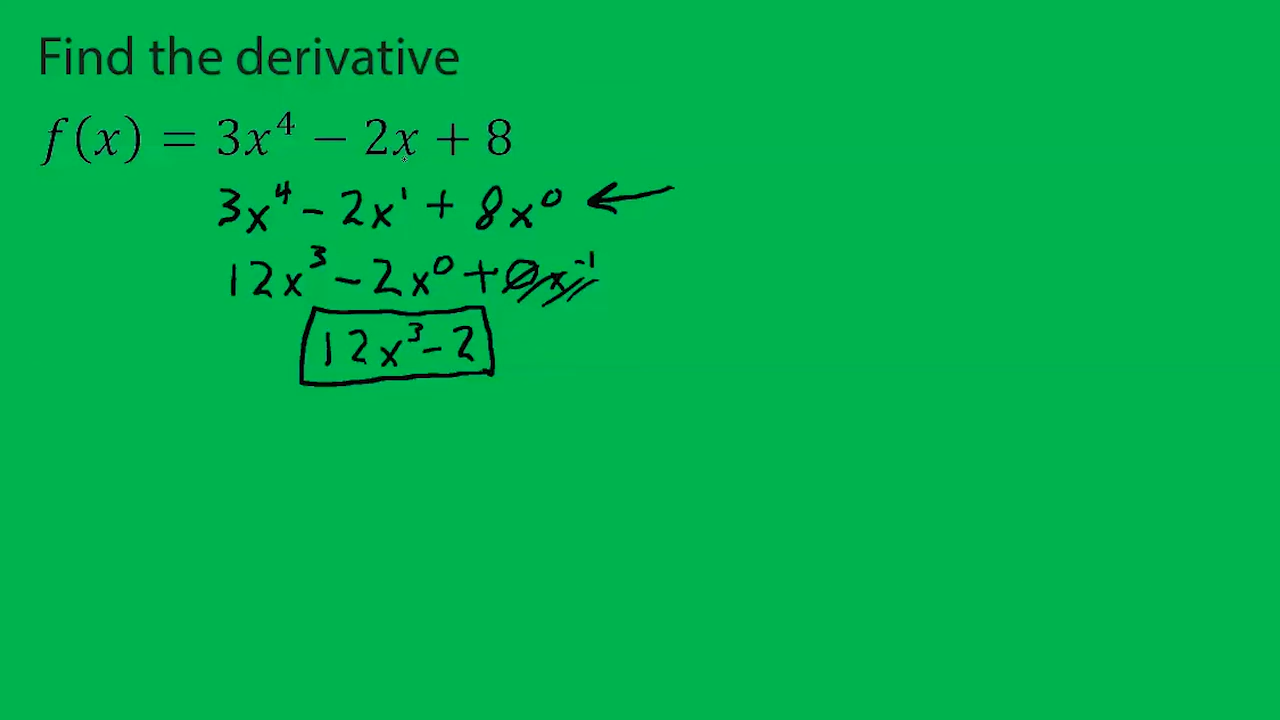 Find the derivative
f(x) = 3x⁴ − 2x + 8
3x⁴ − 2x¹ + 8x⁰ ←
12x³ − 2x⁰ + 0x⁻¹
12x³ − 2